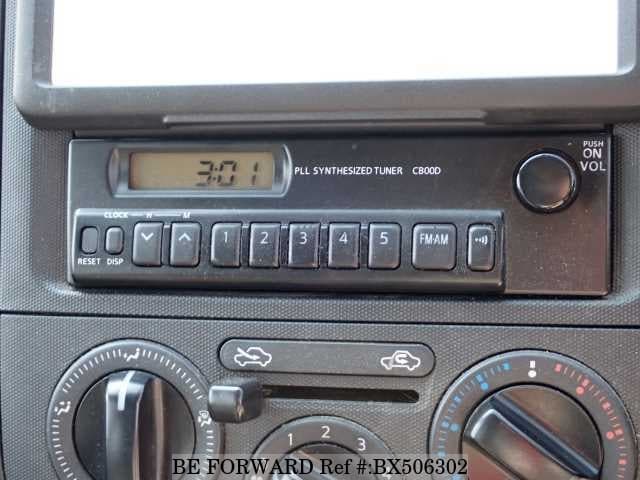 3:01
PLL SYNTHESIZED TUNER CB00D
PUSH
ON
VOL
CLOCK H M
RESET DISP 1 2 3 4 5 FM·AM
1 2 3
BE FORWARD Ref #:BX506302